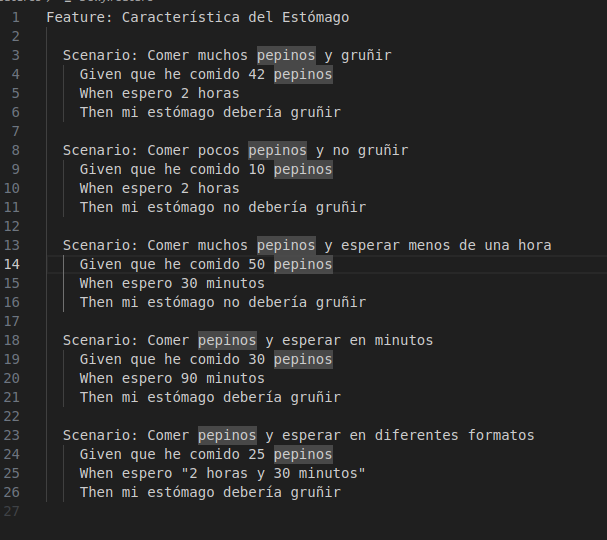 1 Feature: Característica del Estómago
2
3 Scenario: Comer muchos pepinos y gruñir
4 Given que he comido 42 pepinos
5 When espero 2 horas
6 Then mi estómago debería gruñir
7
8 Scenario: Comer pocos pepinos y no gruñir
9 Given que he comido 10 pepinos
10 When espero 2 horas
11 Then mi estómago no debería gruñir
12
13 Scenario: Comer muchos pepinos y esperar menos de una hora
14 Given que he comido 50 pepinos
15 When espero 30 minutos
16 Then mi estómago no debería gruñir
17
18 Scenario: Comer pepinos y esperar en minutos
19 Given que he comido 30 pepinos
20 When espero 90 minutos
21 Then mi estómago debería gruñir
22
23 Scenario: Comer pepinos y esperar en diferentes formatos
24 Given que he comido 25 pepinos
25 When espero "2 horas y 30 minutos"
26 Then mi estómago debería gruñir
27